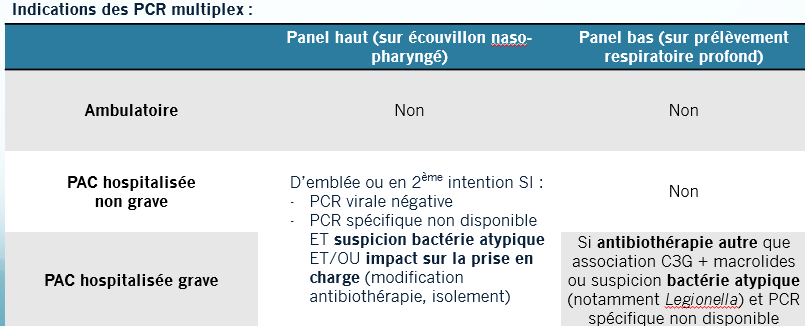 Indications des PCR multiplex :
Panel haut (sur écouvillon naso-
pharyngé)
Panel bas (sur prélèvement
respiratoire profond)
Ambulatoire
Non
Non
PAC hospitalisée
non grave
D'emblée ou en 2ème intention SI :
- PCR virale négative
- PCR spécifique non disponible
ET suspicion bactérie atypique
ET/OU impact sur la prise en
charge (modification
antibiothérapie, isolement)
Non
PAC hospitalisée grave
Si antibiothérapie autre que
association C3G + macrolides
ou suspicion bactérie atypique
(notamment Legionella) et PCR
spécifique non disponible